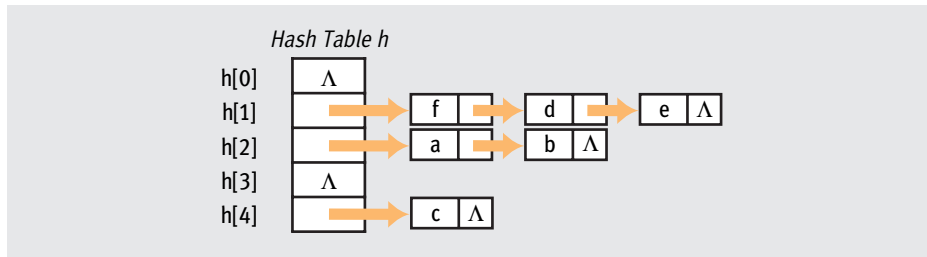 Hash Table h
h[0] Λ
h[1] f d e Λ
h[2] a b Λ
h[3] Λ
h[4] c Λ